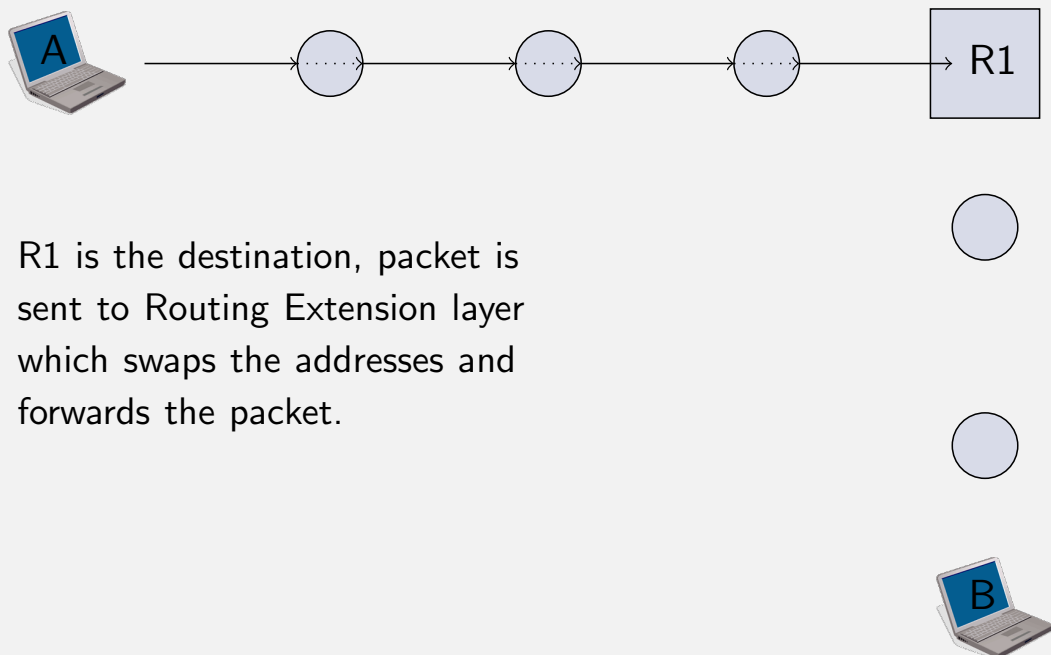 A
R1
R1 is the destination, packet is
sent to Routing Extension layer
which swaps the addresses and
forwards the packet.
B